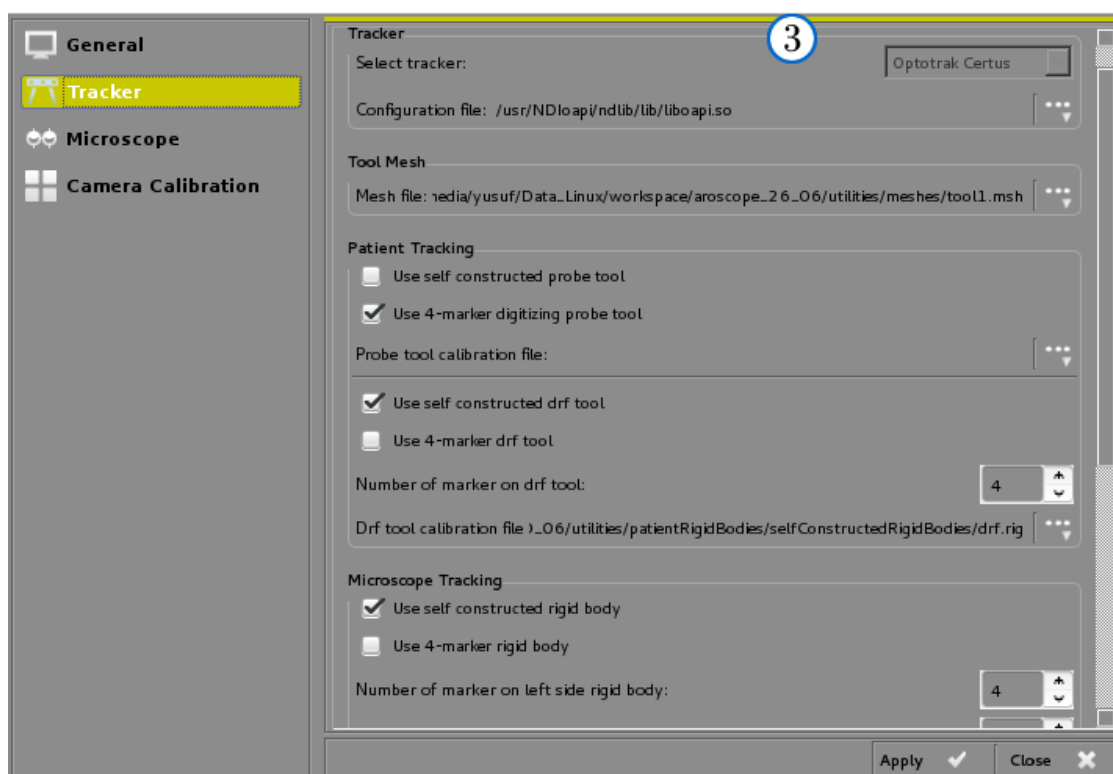 General
Tracker
Microscope
Camera Calibration
3
Tracker
Select tracker: Optotrak Certus
Configuration file: /usr/NDIoapi/ndlib/lib/liboapi.so
Tool Mesh
Mesh file: nedia/yusuf/Data_Linux/workspace/aroscope_26_06/utilities/meshes/tool1.msh
Patient Tracking
Use self constructed probe tool
Use 4-marker digitizing probe tool
Probe tool calibration file:
Use self constructed drf tool
Use 4-marker drf tool
Number of marker on drf tool: 4
Drf tool calibration file )_06/utilities/patientRigidBodies/selfConstructedRigidBodies/drf.rig
Microscope Tracking
Use self constructed rigid body
Use 4-marker rigid body
Number of marker on left side rigid body: 4
Apply Close